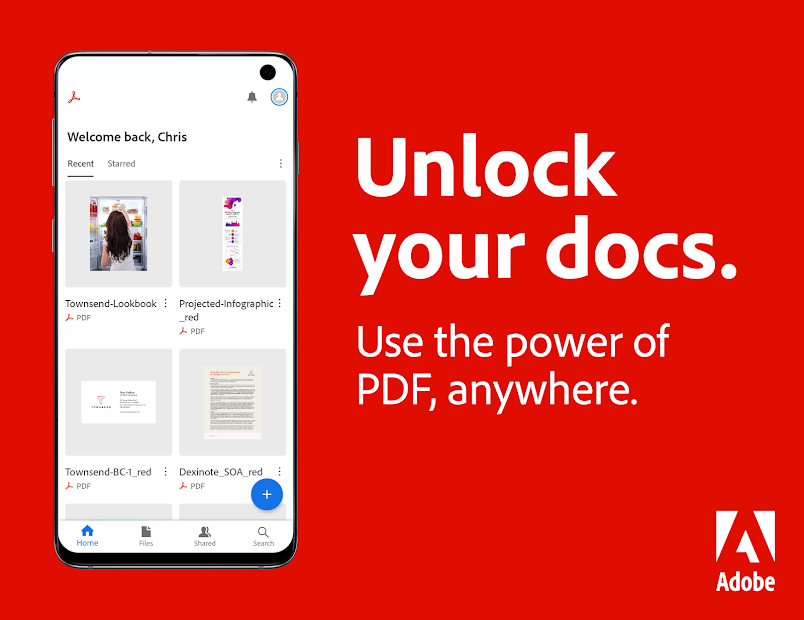 Welcome back, Chris
Recent Starred
Townsend-Lookbook
PDF
Projected-Infographic
_red
PDF
TOWNSEND
Townsend-BC-1_red
PDF
Dexinote_SOA_red
PDF
Home Files Shared Search
Unlock
your docs.
Use the power of
PDF, anywhere.
Adobe